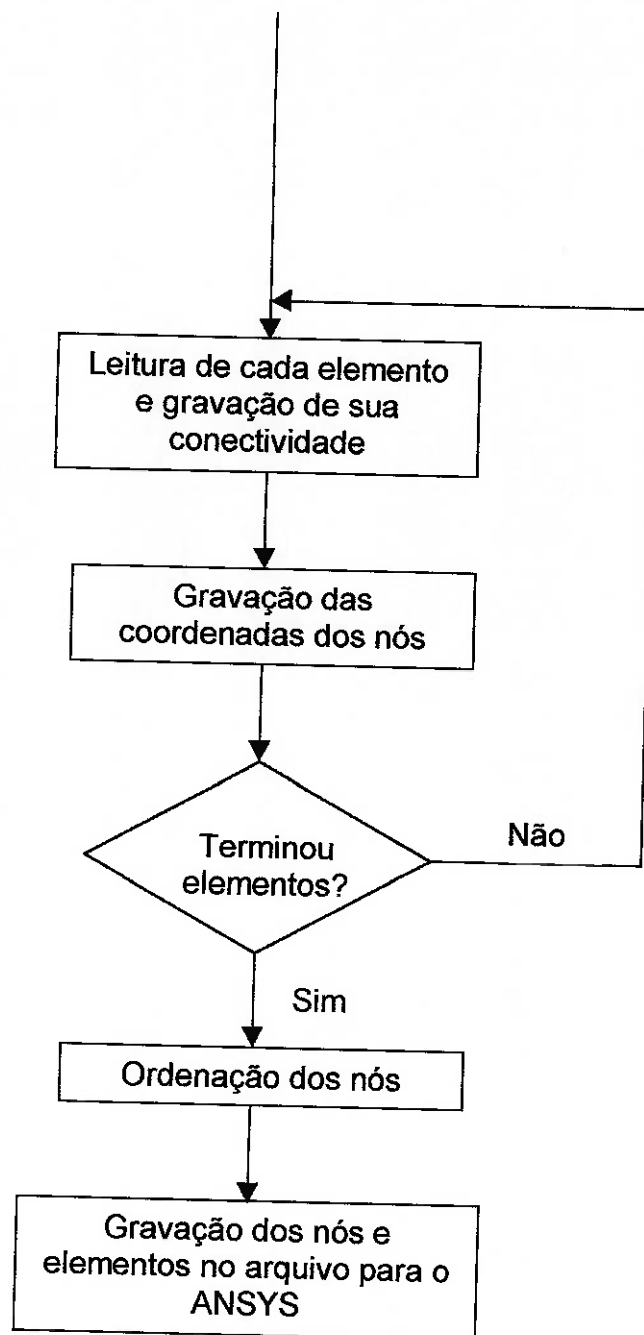 Leitura de cada elemento
e gravação de sua
conectividade
Gravação das
coordenadas dos nós
Terminou
elementos?
Não
Sim
Ordenação dos nós
Gravação dos nós e
elementos no arquivo para o
ANSYS